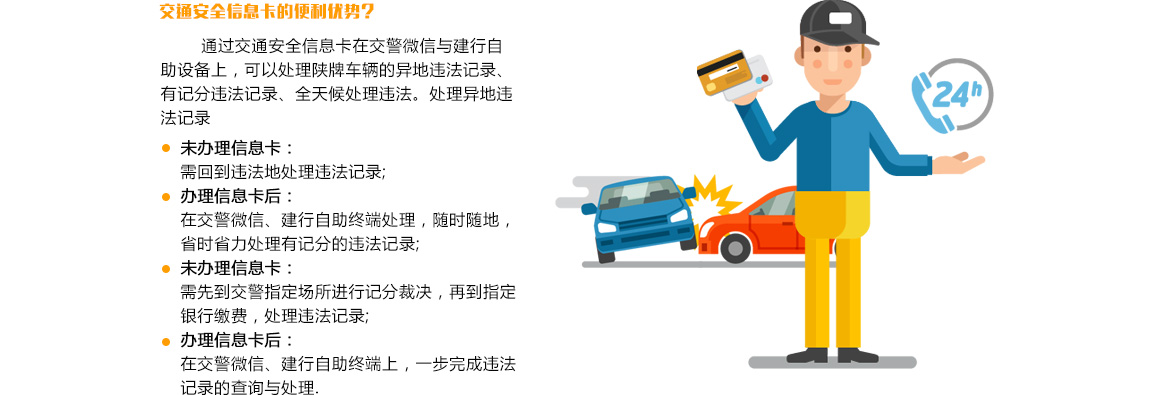 交通安全信息卡的便利优势？
通过交通安全信息卡在交警微信与建行自
助设备上，可以处理陕牌车辆的异地违法记录、
有记分违法记录、全天候处理违法。处理异地违
法记录
未办理信息卡：
需回到违法地处理违法记录;
办理信息卡后：
在交警微信、建行自助终端处理，随时随地，
省时省力处理有记分的违法记录;
未办理信息卡：
需先到交警指定场所进行记分裁决，再到指定
银行缴费，处理违法记录;
办理信息卡后：
在交警微信、建行自助终端上，一步完成违法
记录的查询与处理.
24h